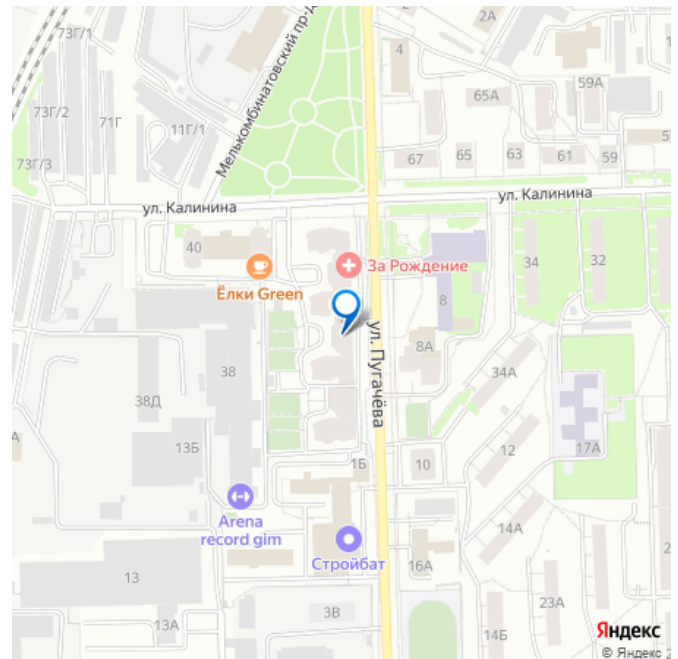 73Г/1
2А
4
59А
65А
73Г/2
71Г
11Г/1
Мелькомбинатовский пр-д
67
65
63
61
59
73Г/3
ул. Калинина
ул. Калинина
40
За Рождение
34
32
Ёлки Green
8
ул. Пугачёва
8А
38
34А
38Д
13Б
12
17А
1Б
10
Arena
record gim
14А
Стройбат
16А
13
3В
23А
13А
14Б
Яндекс
© Яндекс